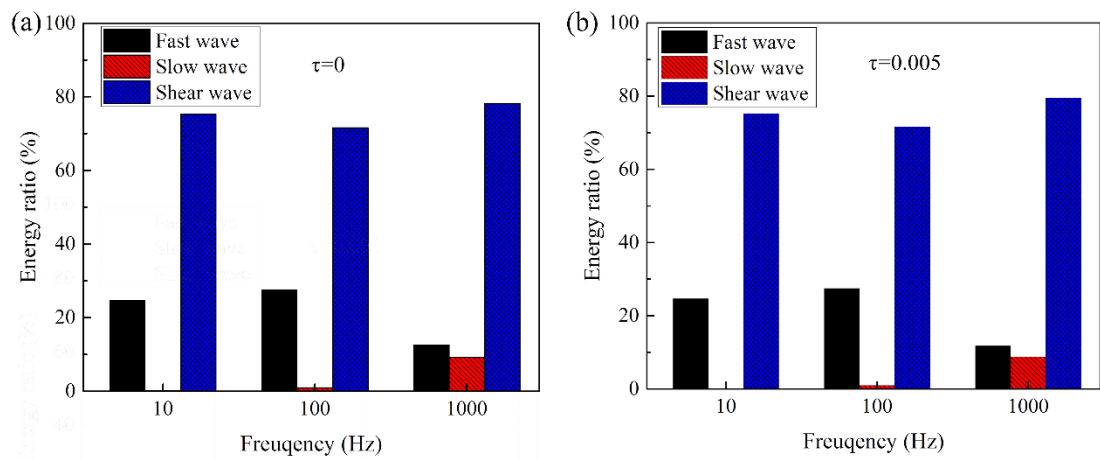 (a)
100
80
60
40
20
0
Energy ratio (%)
Fast wave
Slow wave
Shear wave
τ=0
10 100 1000
Freuqency (Hz)
(b)
100
80
60
40
20
0
Energy ratio (%)
Fast wave
Slow wave
Shear wave
τ=0.005
10 100 1000
Freuqency (Hz)